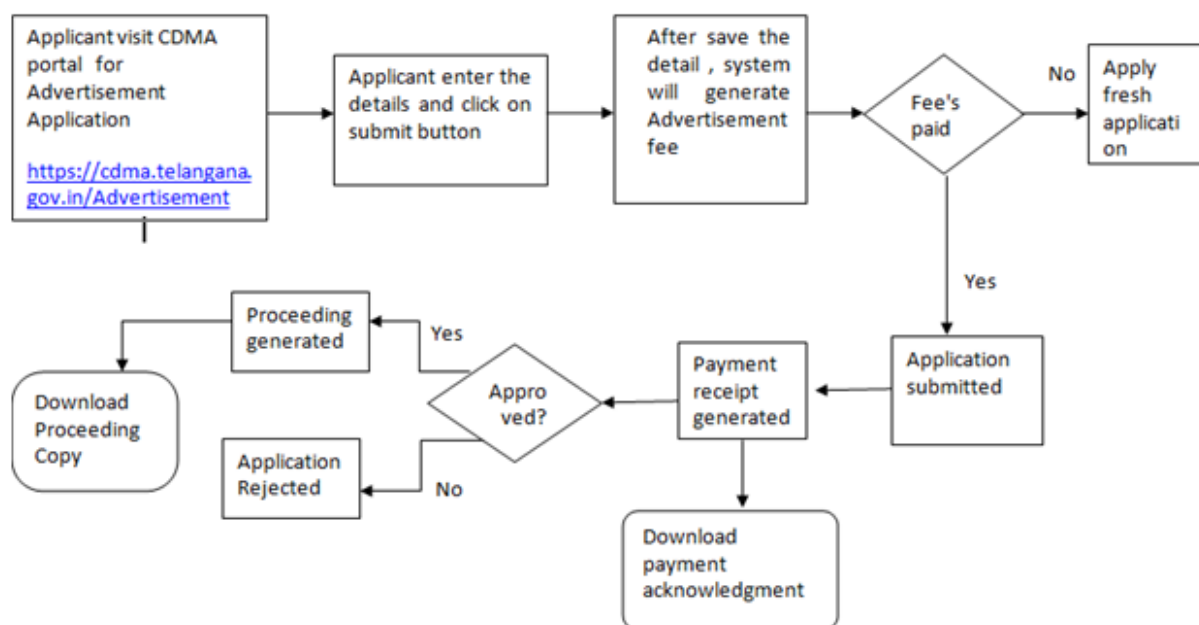 Applicant visit CDMA
portal for
Advertisement
Application
https://cdma.telangana.
gov.in/Advertisement
Applicant enter the
details and click on
submit button
After save the
detail , system
will generate
Advertisement
fee
Fee's
paid
No
Apply
fresh
applicati
on
Yes
Application
submitted
Payment
receipt
generated
Download
payment
acknowledgment
Appro
ved?
Yes
Proceeding
generated
Download
Proceeding
Copy
No
Application
Rejected